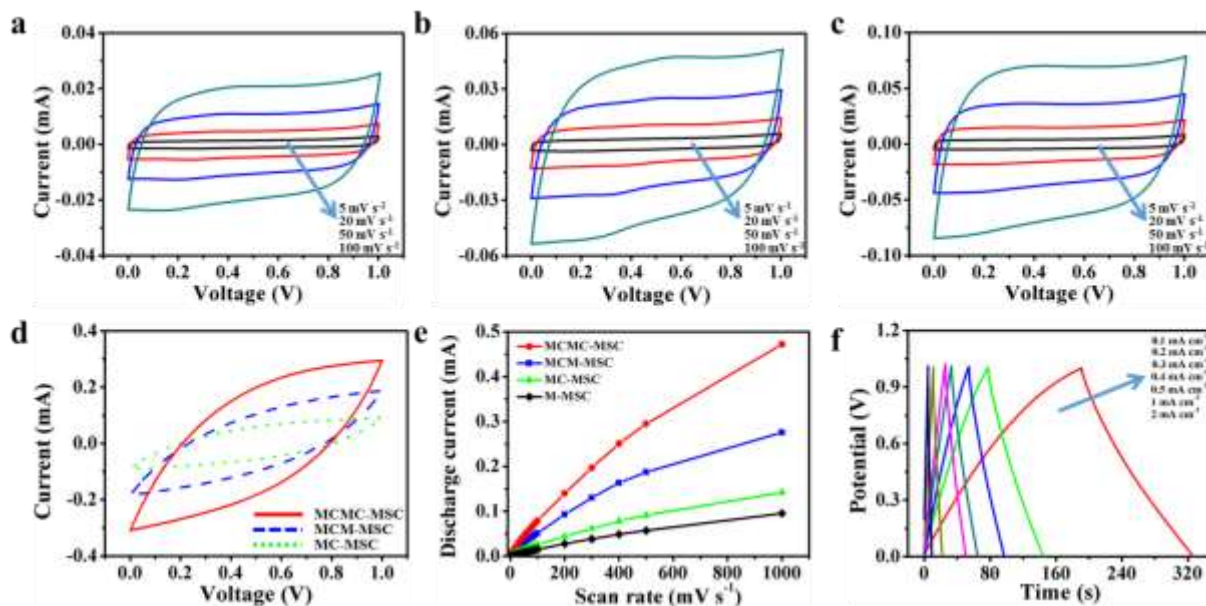 a
0.04
0.02
0.00
-0.02
-0.04
Current (mA)
0.0 0.2 0.4 0.6 0.8 1.0
Voltage (V)
5 mV s⁻¹
20 mV s⁻¹
50 mV s⁻¹
100 mV s⁻¹
b
0.06
0.03
0.00
-0.03
-0.06
Current (mA)
0.0 0.2 0.4 0.6 0.8 1.0
Voltage (V)
5 mV s⁻¹
20 mV s⁻¹
50 mV s⁻¹
100 mV s⁻¹
c
0.10
0.05
0.00
-0.05
-0.10
Current (mA)
0.0 0.2 0.4 0.6 0.8 1.0
Voltage (V)
5 mV s⁻¹
20 mV s⁻¹
50 mV s⁻¹
100 mV s⁻¹
d
0.4
0.2
0.0
-0.2
-0.4
Current (mA)
MCMC-MSC
MCM-MSC
MC-MSC
0.0 0.2 0.4 0.6 0.8 1.0
Voltage (V)
e
0.5
0.4
0.3
0.2
0.1
0.0
Discharge current (mA)
MCMC-MSC
MCM-MSC
MC-MSC
M-MSC
0 200 400 600 800 1000
Scan rate (mV s⁻¹)
f
1.2
0.9
0.6
0.3
0.0
Potential (V)
0.1 mA cm⁻²
0.2 mA cm⁻²
0.3 mA cm⁻²
0.4 mA cm⁻²
0.5 mA cm⁻²
1 mA cm⁻²
2 mA cm⁻²
0 80 160 240 320
Time (s)